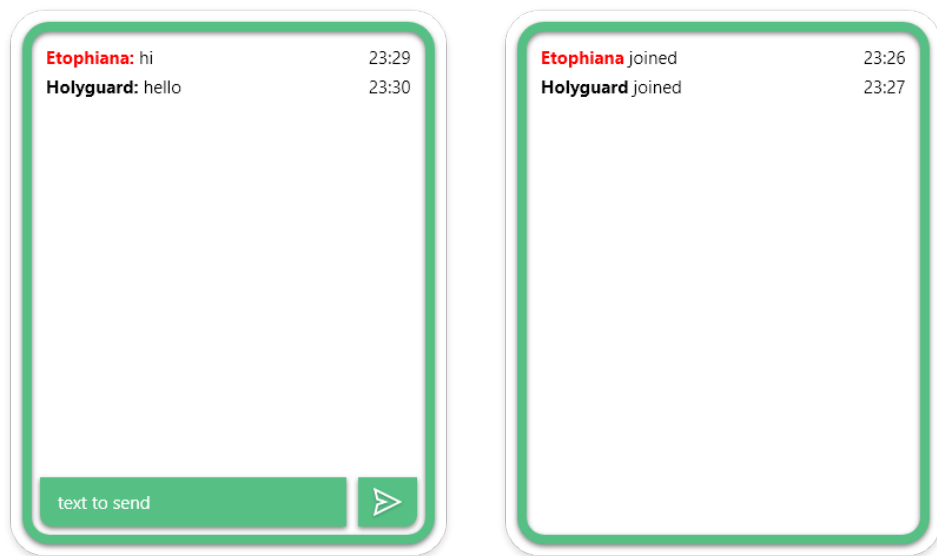 Etophiana: hi 23:29
Holyguard: hello 23:30
text to send
Etophiana joined 23:26
Holyguard joined 23:27